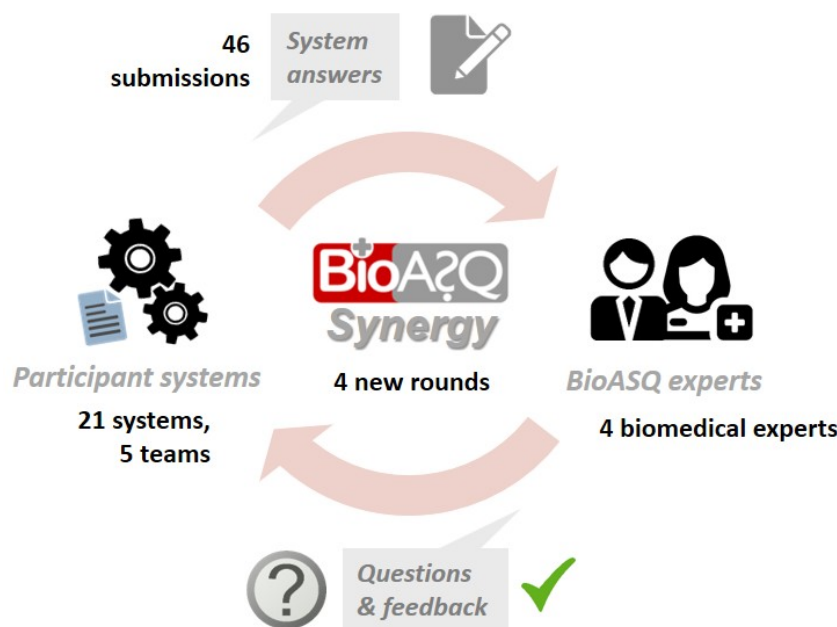 46
submissions
System
answers
BioASQ
Synergy
4 new rounds
Participant systems
21 systems,
5 teams
BioASQ experts
4 biomedical experts
?
Questions
& feedback